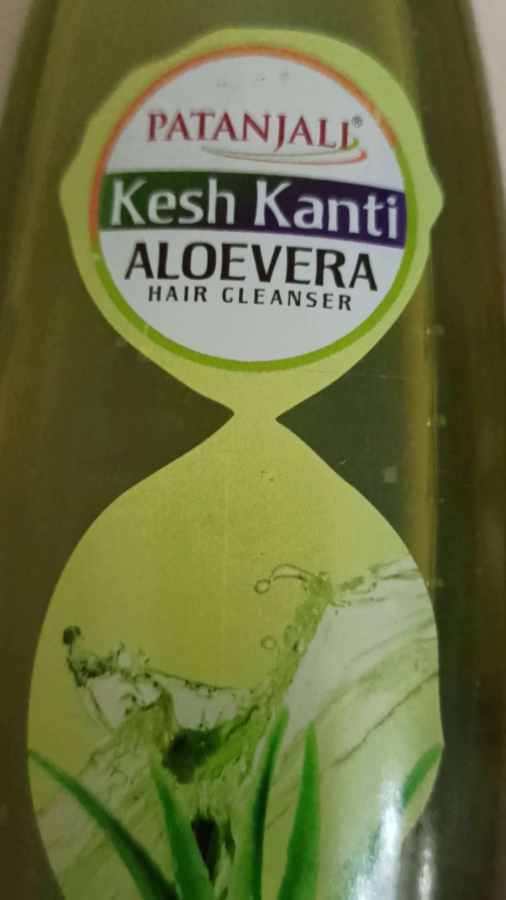 PATANJALI®
Kesh Kanti
ALOEVERA
HAIR CLEANSER